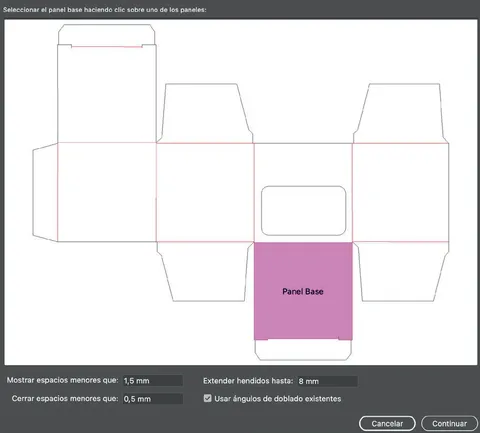 Seleccionar el panel base haciendo clic sobre uno de los paneles:
Panel Base
Mostrar espacios menores que: 1,5 mm
Extender hendidos hasta: 8 mm
Cerrar espacios menores que: 0,5 mm
Usar ángulos de doblado existentes
Cancelar
Continuar